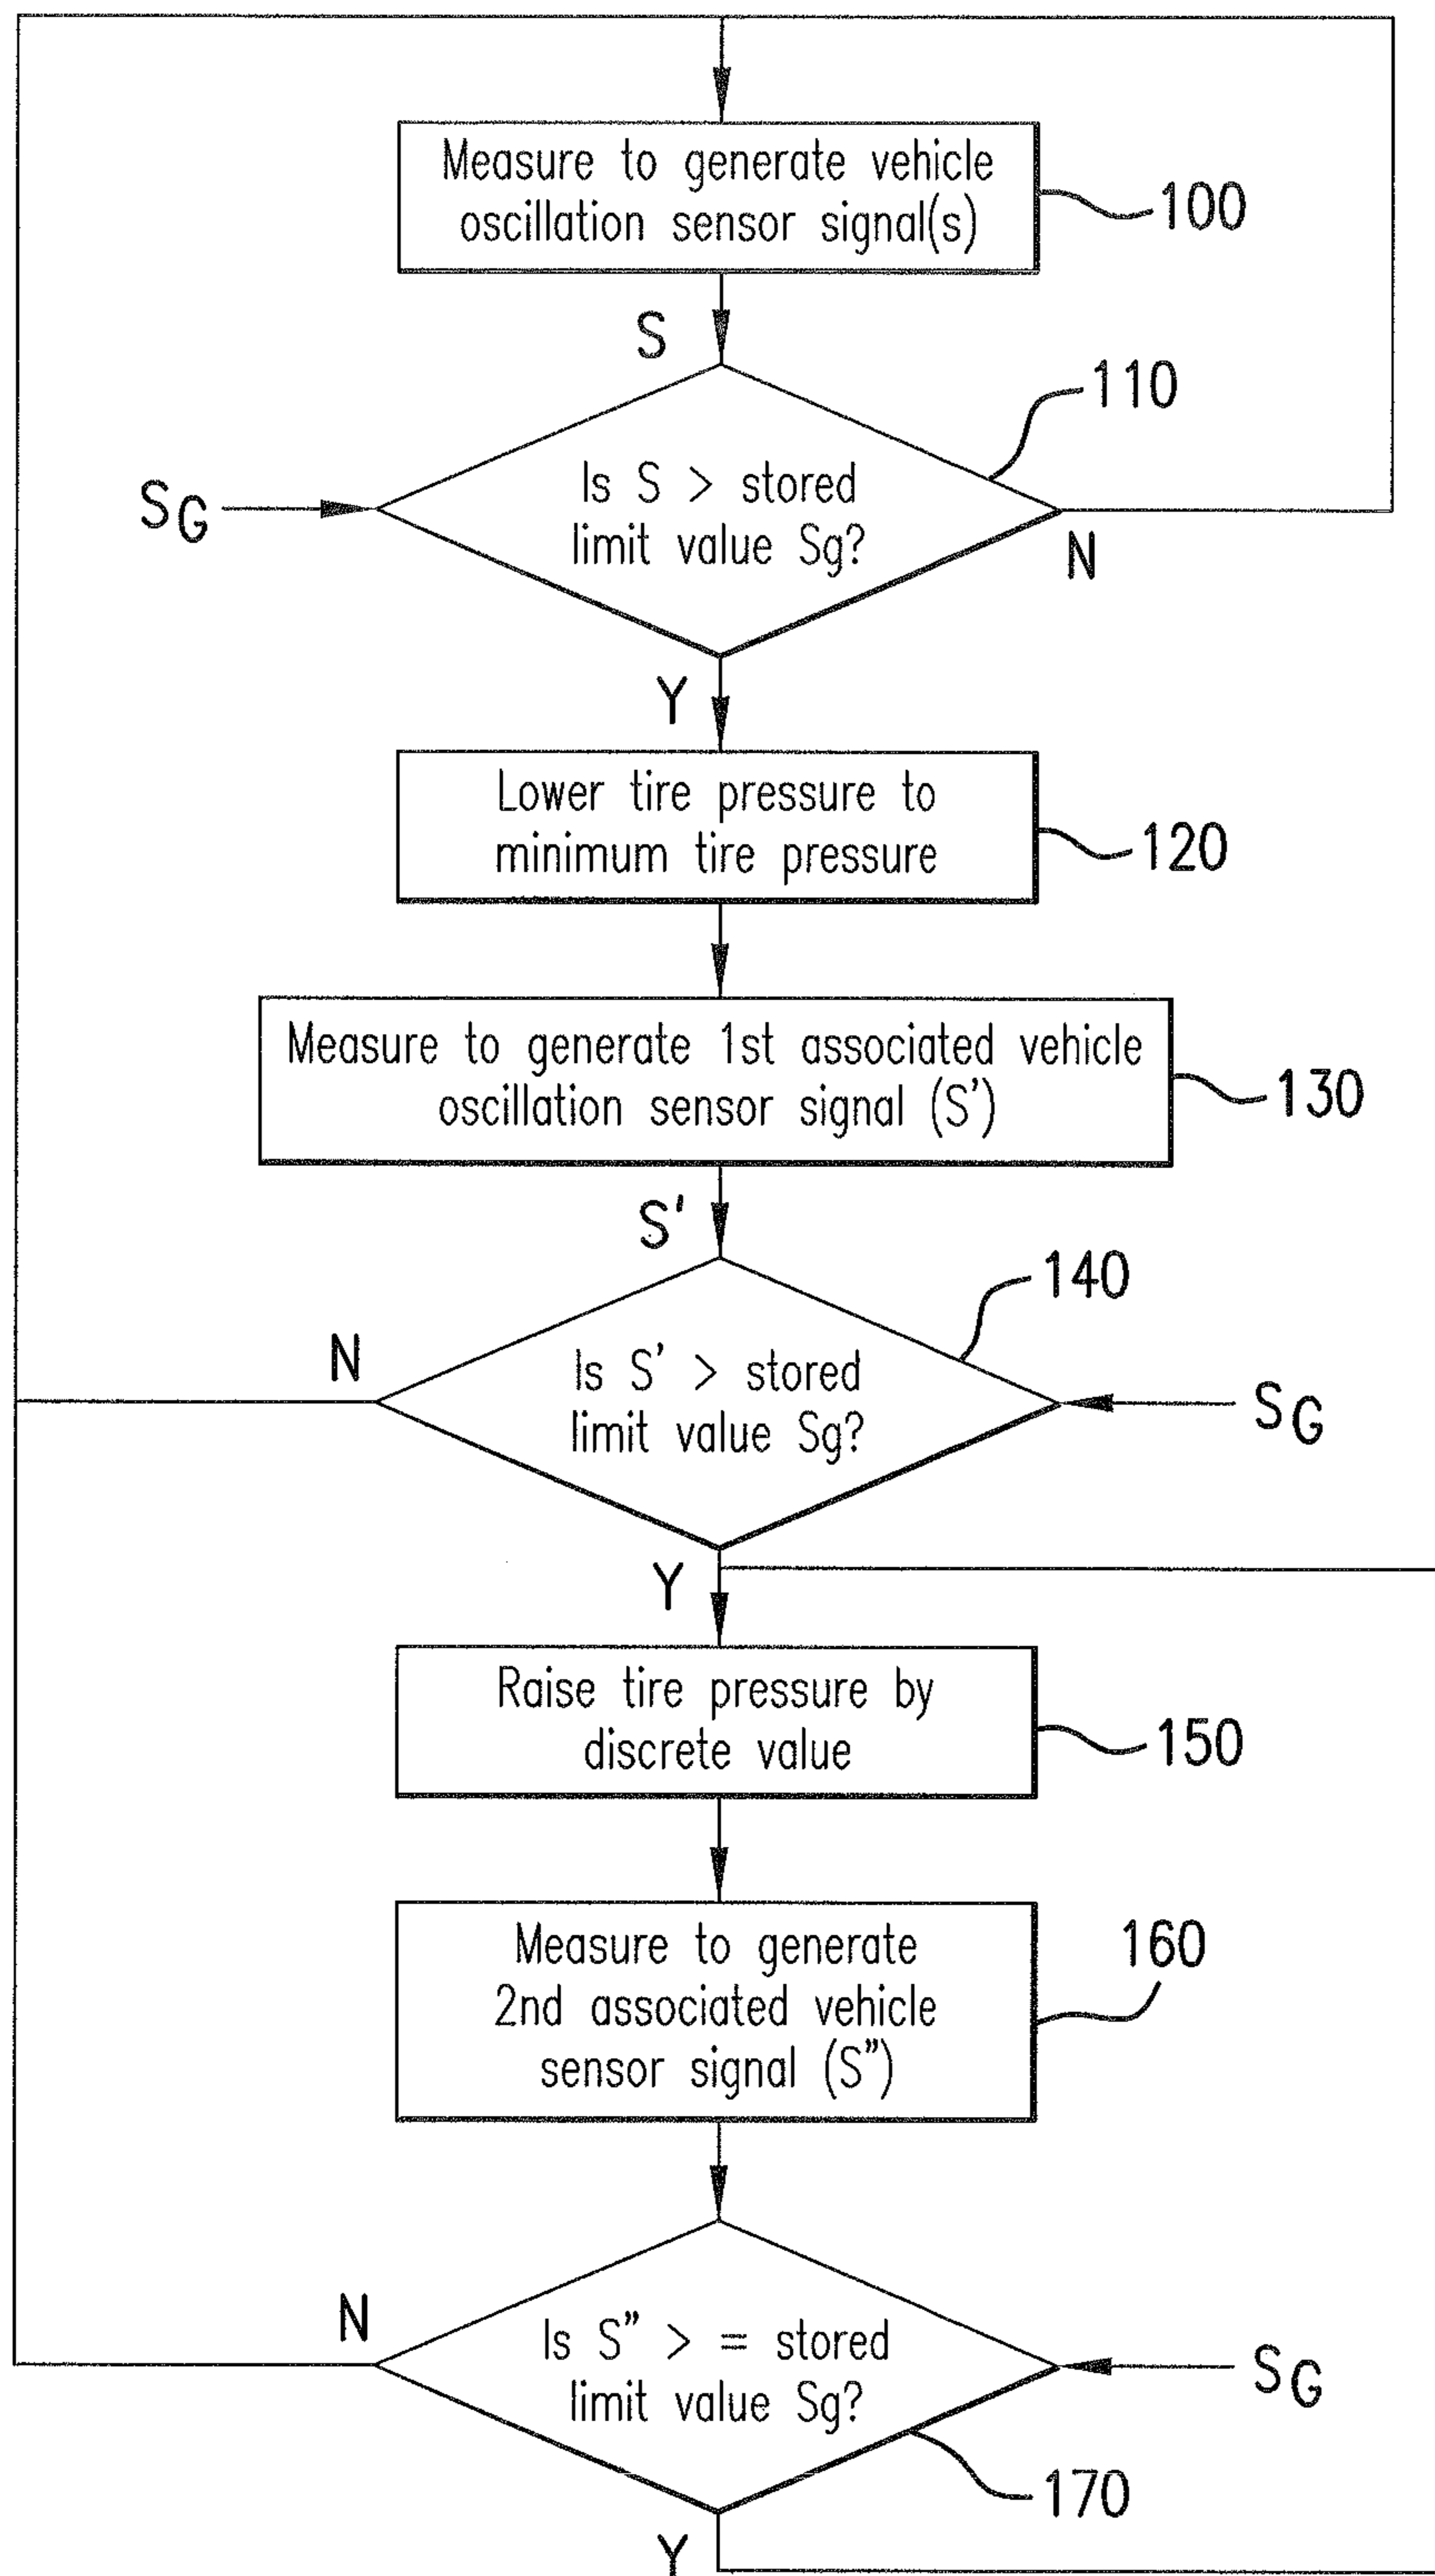 Measure to generate vehicle
oscillation sensor signal(s)
100
S
110
Is S > stored
limit value Sg?
SG
N
Y
Lower tire pressure to
minimum tire pressure
120
Measure to generate 1st associated vehicle
oscillation sensor signal (S')
130
S'
140
N
Is S' > stored
limit value Sg?
SG
Y
Raise tire pressure by
discrete value
150
Measure to generate
2nd associated vehicle
sensor signal (S")
160
N
Is S" > = stored
limit value Sg?
SG
170
Y